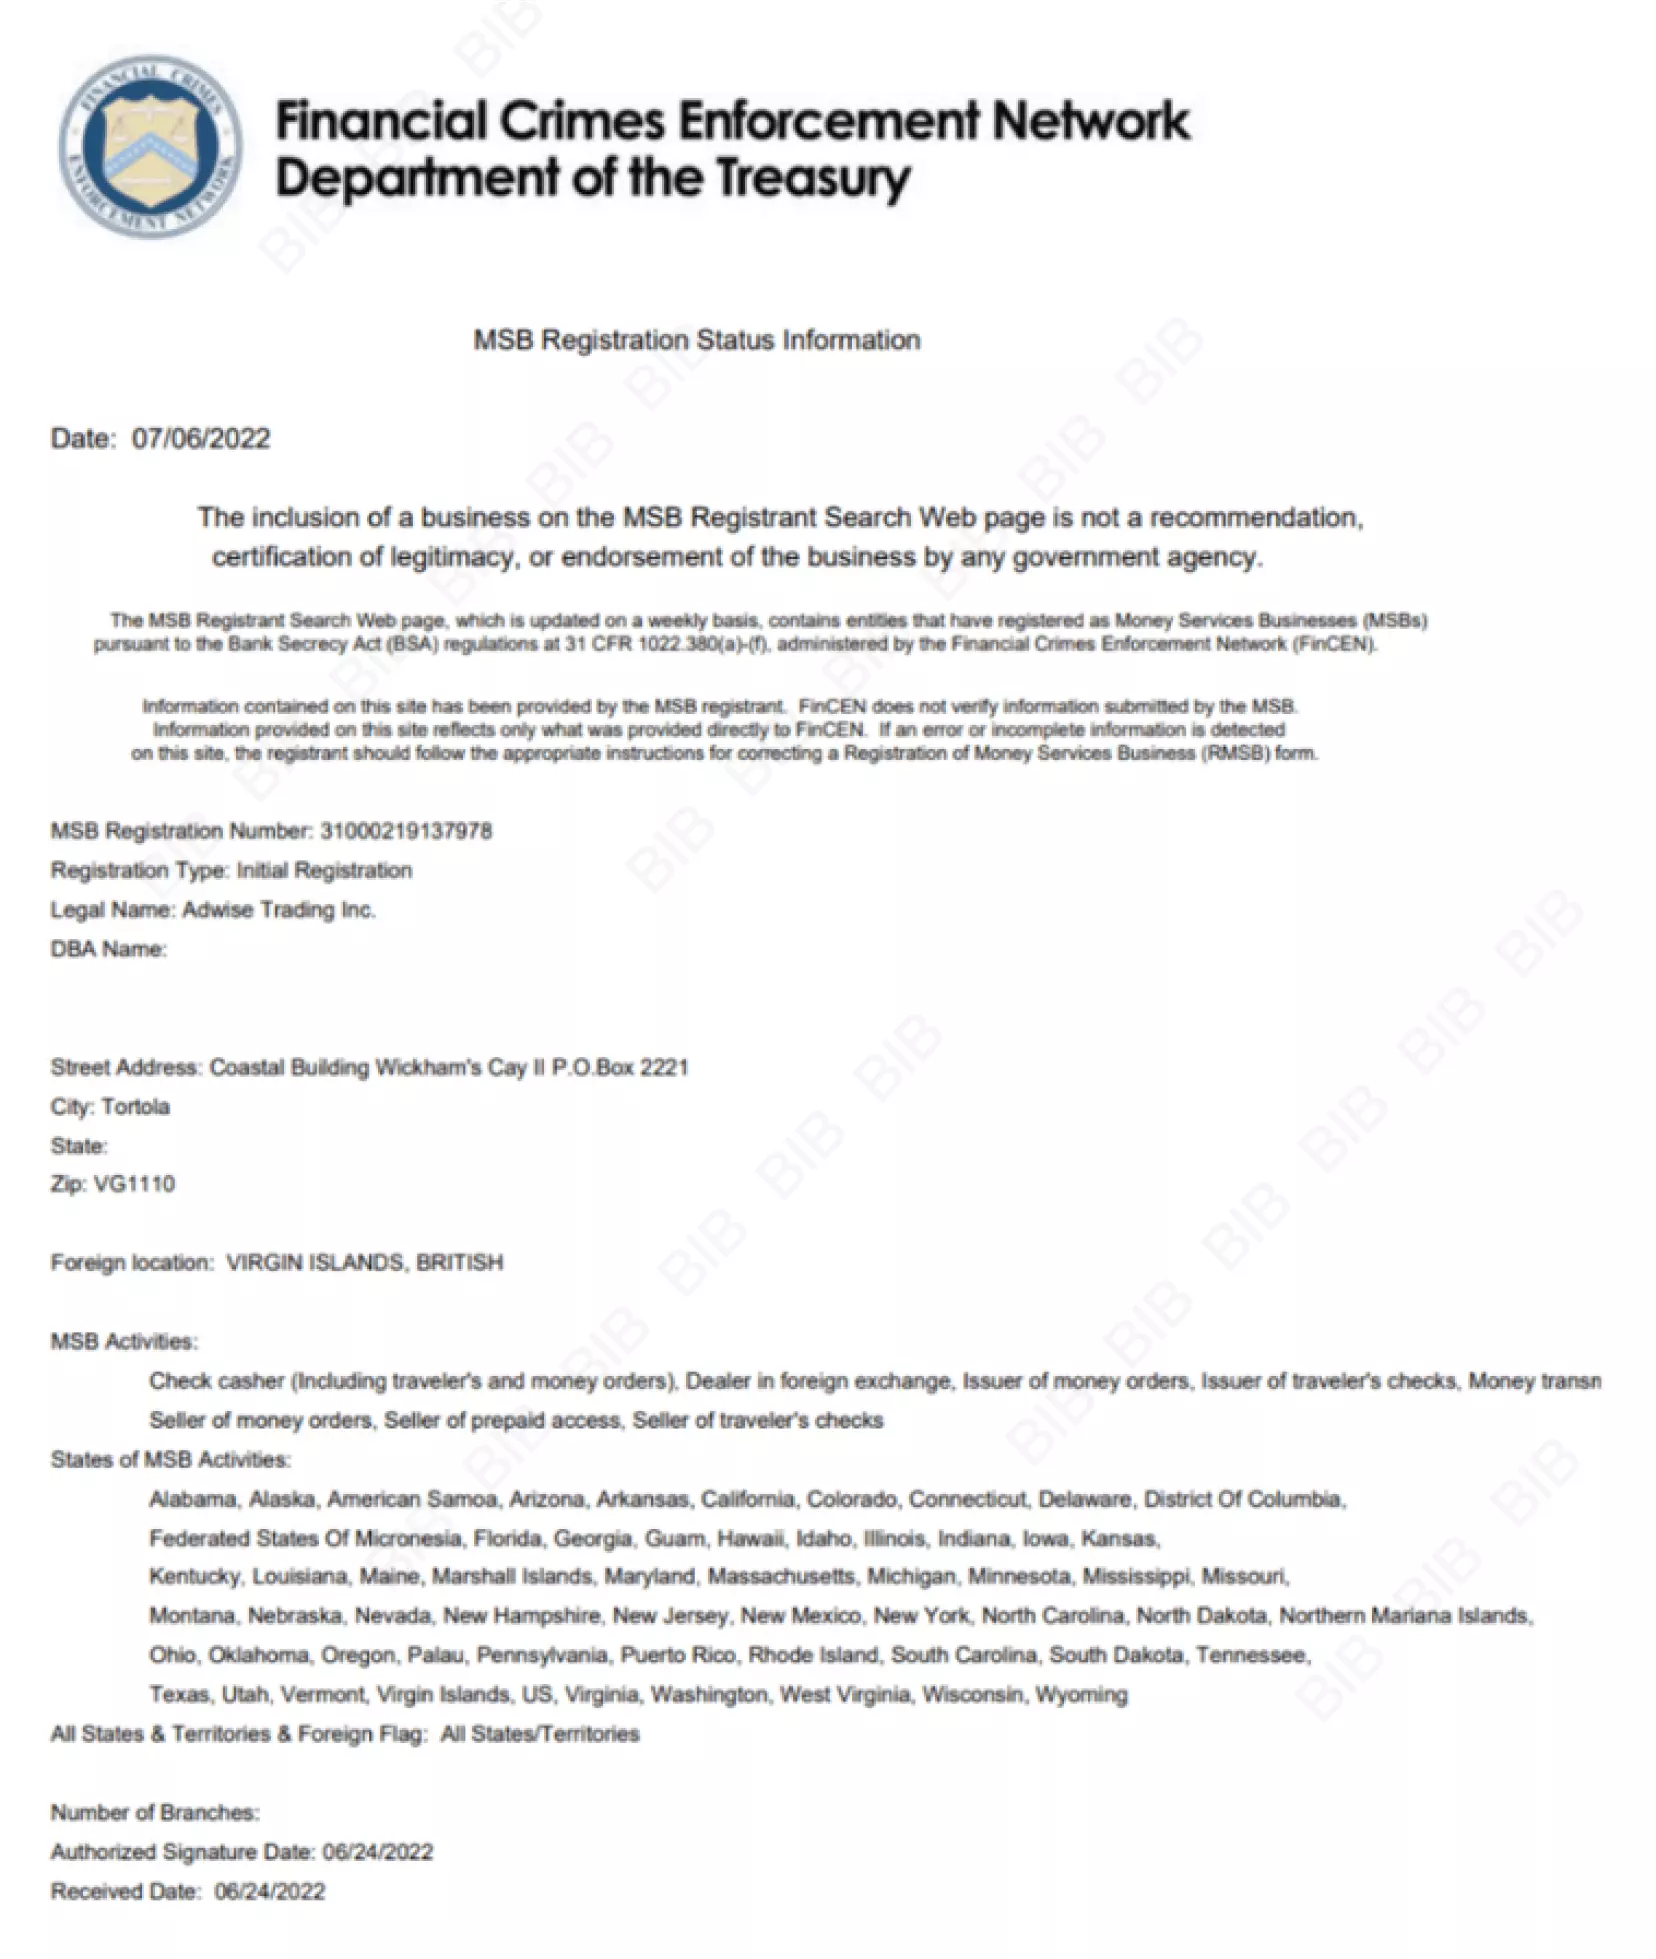 FINANCIAL CRIMES
ENFORCEMENT NETWORK
Financial Crimes Enforcement Network
Department of the Treasury
MSB Registration Status Information
Date: 07/06/2022
The inclusion of a business on the MSB Registrant Search Web page is not a recommendation,
certification of legitimacy, or endorsement of the business by any government agency.
The MSB Registrant Search Web page, which is updated on a weekly basis, contains entities that have registered as Money Services Businesses (MSBs)
pursuant to the Bank Secrecy Act (BSA) regulations at 31 CFR 1022.380(a)-(f), administered by the Financial Crimes Enforcement Network (FinCEN).
Information contained on this site has been provided by the MSB registrant. FinCEN does not verify information submitted by the MSB.
Information provided on this site reflects only what was provided directly to FinCEN. If an error or incomplete information is detected
on this site, the registrant should follow the appropriate instructions for correcting a Registration of Money Services Business (RMSB) form.
MSB Registration Number: 31000219137978
Registration Type: Initial Registration
Legal Name: Adwise Trading Inc.
DBA Name:
Street Address: Coastal Building Wickham's Cay II P.O.Box 2221
City: Tortola
State:
Zip: VG1110
Foreign location: VIRGIN ISLANDS, BRITISH
MSB Activities:
Check casher (Including traveler's and money orders), Dealer in foreign exchange, Issuer of money orders, Issuer of traveler's checks, Money transm
Seller of money orders, Seller of prepaid access, Seller of traveler's checks
States of MSB Activities:
Alabama, Alaska, American Samoa, Arizona, Arkansas, California, Colorado, Connecticut, Delaware, District Of Columbia,
Federated States Of Micronesia, Florida, Georgia, Guam, Hawaii, Idaho, Illinois, Indiana, Iowa, Kansas,
Kentucky, Louisiana, Maine, Marshall Islands, Maryland, Massachusetts, Michigan, Minnesota, Mississippi, Missouri,
Montana, Nebraska, Nevada, New Hampshire, New Jersey, New Mexico, New York, North Carolina, North Dakota, Northern Mariana Islands,
Ohio, Oklahoma, Oregon, Palau, Pennsylvania, Puerto Rico, Rhode Island, South Carolina, South Dakota, Tennessee,
Texas, Utah, Vermont, Virgin Islands, US, Virginia, Washington, West Virginia, Wisconsin, Wyoming
All States & Territories & Foreign Flag: All States/Territories
Number of Branches:
Authorized Signature Date: 06/24/2022
Received Date: 06/24/2022